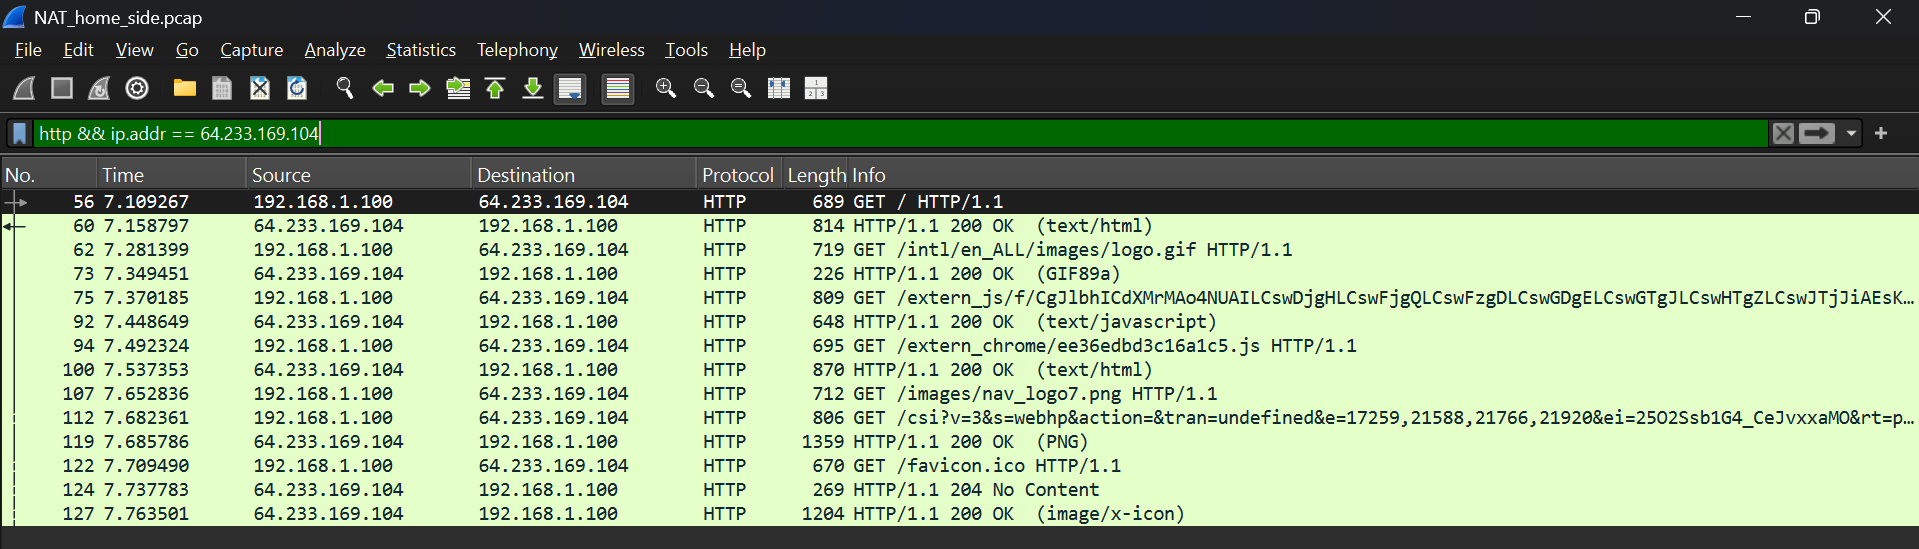 NAT_home_side.pcap
File Edit View Go Capture Analyze Statistics Telephony Wireless Tools Help
http && ip.addr == 64.233.169.104
No. Time Source Destination Protocol Length Info
56 7.109267 192.168.1.100 64.233.169.104 HTTP 689 GET / HTTP/1.1
60 7.158797 64.233.169.104 192.168.1.100 HTTP 814 HTTP/1.1 200 OK (text/html)
62 7.281399 192.168.1.100 64.233.169.104 HTTP 719 GET /intl/en_ALL/images/logo.gif HTTP/1.1
73 7.349451 64.233.169.104 192.168.1.100 HTTP 226 HTTP/1.1 200 OK (GIF89a)
75 7.370185 192.168.1.100 64.233.169.104 HTTP 809 GET /extern_js/f/CgJlbhICdXMrMAo4NUAILCswDjgHLCswFjgQLCswFzgDLCswGDgELCswGTgJLCswHTgZLCswJTjJiAEsK…
92 7.448649 64.233.169.104 192.168.1.100 HTTP 648 HTTP/1.1 200 OK (text/javascript)
94 7.492324 192.168.1.100 64.233.169.104 HTTP 695 GET /extern_chrome/ee36edbd3c16a1c5.js HTTP/1.1
100 7.537353 64.233.169.104 192.168.1.100 HTTP 870 HTTP/1.1 200 OK (text/html)
107 7.652836 192.168.1.100 64.233.169.104 HTTP 712 GET /images/nav_logo7.png HTTP/1.1
112 7.682361 192.168.1.100 64.233.169.104 HTTP 806 GET /csi?v=3&s=webhp&action=&tran=undefined&e=17259,21588,21766,21920&ei=25O2Ssb1G4_CeJvxxaMO&rt=p…
119 7.685786 64.233.169.104 192.168.1.100 HTTP 1359 HTTP/1.1 200 OK (PNG)
122 7.709490 192.168.1.100 64.233.169.104 HTTP 670 GET /favicon.ico HTTP/1.1
124 7.737783 64.233.169.104 192.168.1.100 HTTP 269 HTTP/1.1 204 No Content
127 7.763501 64.233.169.104 192.168.1.100 HTTP 1204 HTTP/1.1 200 OK (image/x-icon)